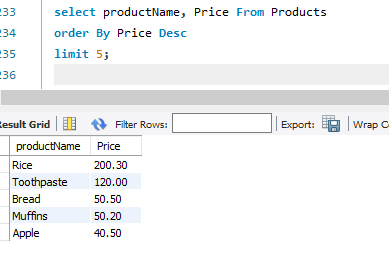 233 select productName, Price From Products
234 order By Price Desc
235 limit 5;
236
Result Grid Filter Rows: Export: Wrap C
productName Price
Rice 200.30
Toothpaste 120.00
Bread 50.50
Muffins 50.20
Apple 40.50